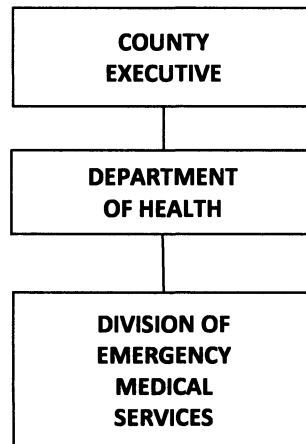 COUNTY
EXECUTIVE
DEPARTMENT
OF HEALTH
DIVISION OF
EMERGENCY
MEDICAL
SERVICES